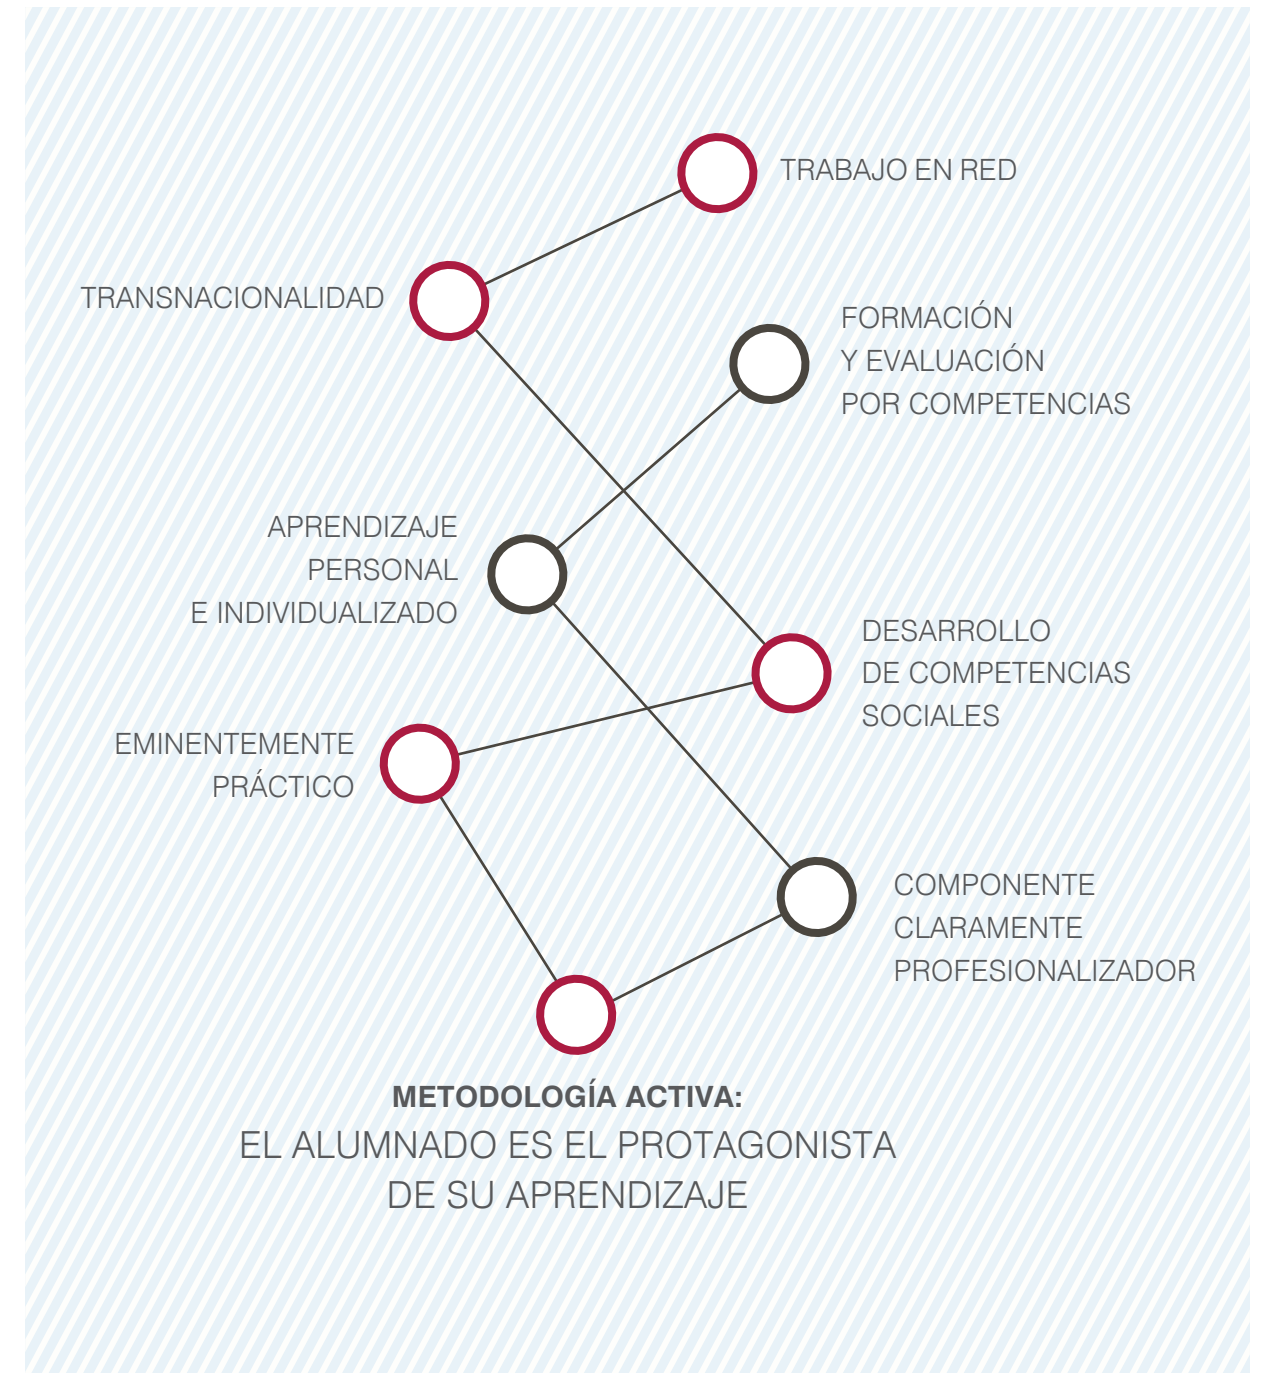 TRABAJO EN RED
TRANSNACIONALIDAD
FORMACIÓN
Y EVALUACIÓN
POR COMPETENCIAS
APRENDIZAJE
PERSONAL
E INDIVIDUALIZADO
DESARROLLO
DE COMPETENCIAS
SOCIALES
EMINENTEMENTE
PRÁCTICO
COMPONENTE
CLARAMENTE
PROFESIONALIZADOR
METODOLOGÍA ACTIVA:
EL ALUMNADO ES EL PROTAGONISTA
DE SU APRENDIZAJE